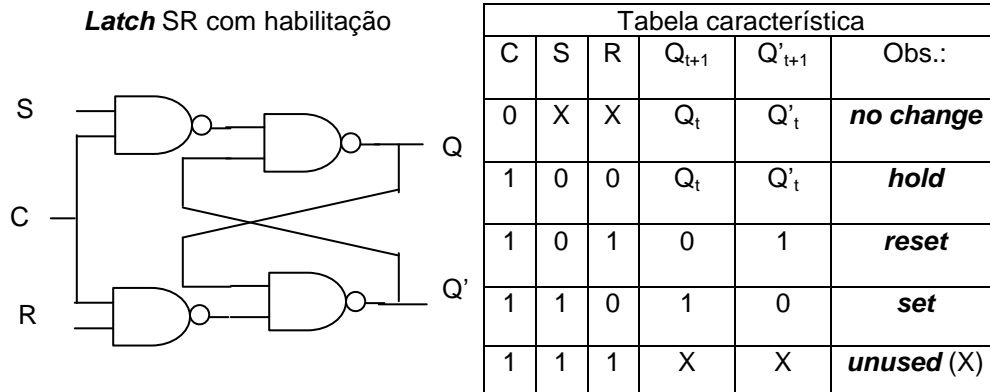 Latch SR com habilitação
S
C
R
Q
Q'
Tabela característica
C S R Qt+1 Q't+1 Obs.:
0 X X Qt Q't no change
1 0 0 Qt Q't hold
1 0 1 0 1 reset
1 1 0 1 0 set
1 1 1 X X unused (X)